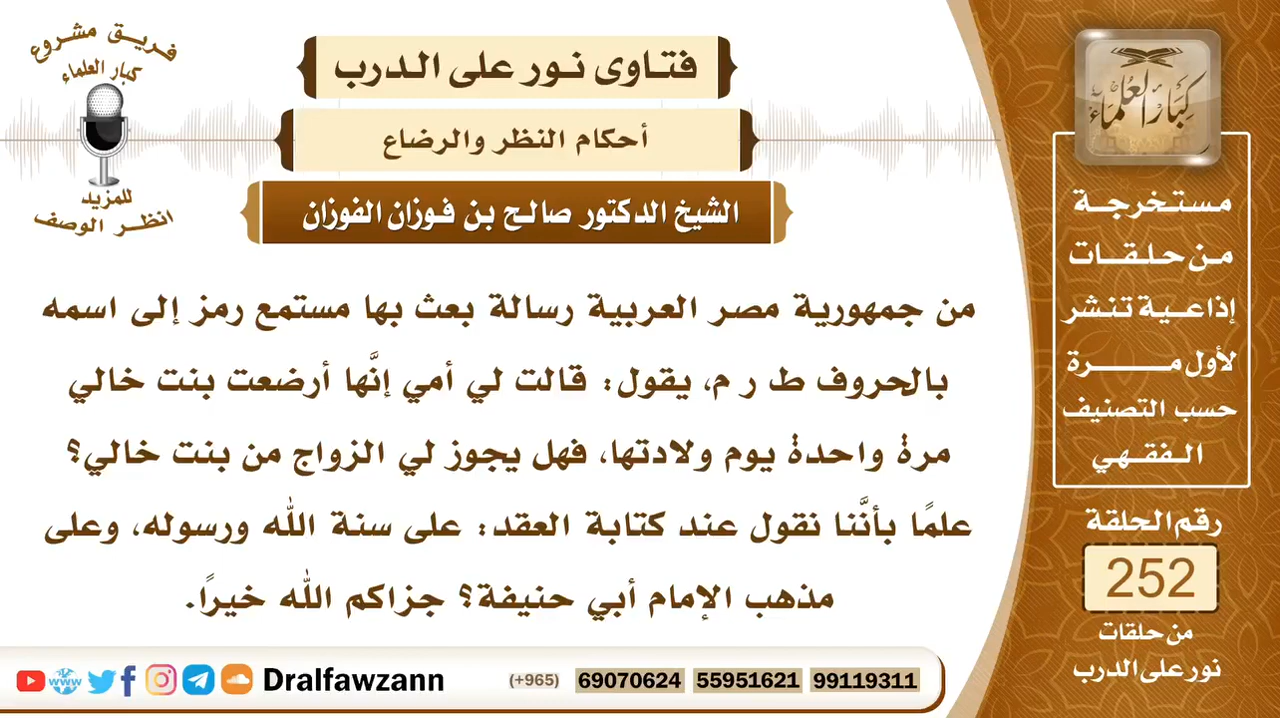 فتاوى نور على الدرب
أحكام النظر والرضاع
الشيخ الدكتور صالح بن فوزان الفوزان
من جمهورية مصر العربية رسالة بعث بها مستمع رمز إلى اسمه
بالحروف ط ر م، يقول: قالت لي أمي إنَّها أرضعت بنت خالي
مرةً واحدةً يوم ولادتها، فهل يجوز لي الزواج من بنت خالي؟
علمًا بأنَّنا نقول عند كتابة العقد: على سنة الله ورسوله، وعلى
مذهب الإمام أبي حنيفة؟ جزاكم الله خيرًا.
كبار العلماء
مستخرجة
من حلقات
إذاعية تنشر
لأول مرة
حسب التصنيف
الفقهي
رقم الحلقة
252
من حلقات
نور على الدرب
فريق مشروع
كبار العلماء
للمزيد
انظر الوصف
www Dralfawzann (+965) 69070624 55951621 99119311